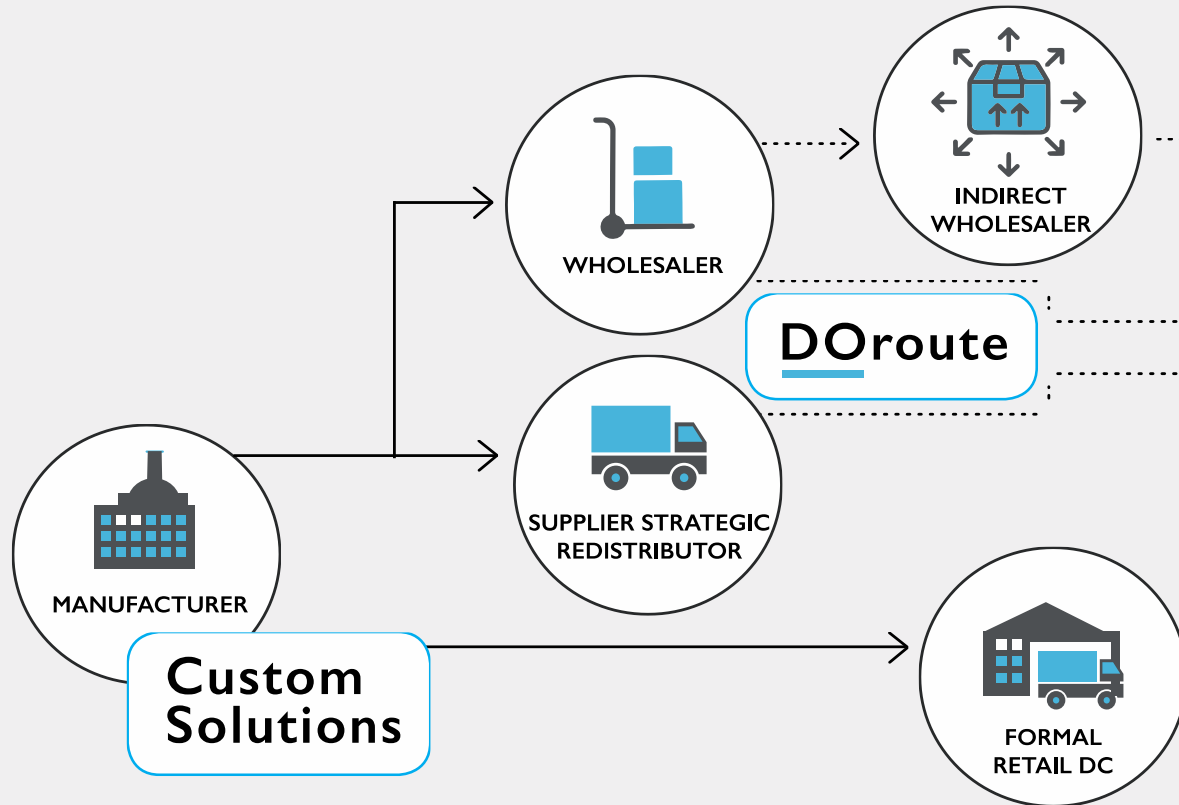 INDIRECT
WHOLESALER
WHOLESALER
DOroute
SUPPLIER STRATEGIC
REDISTRIBUTOR
MANUFACTURER
Custom
Solutions
FORMAL
RETAIL DC